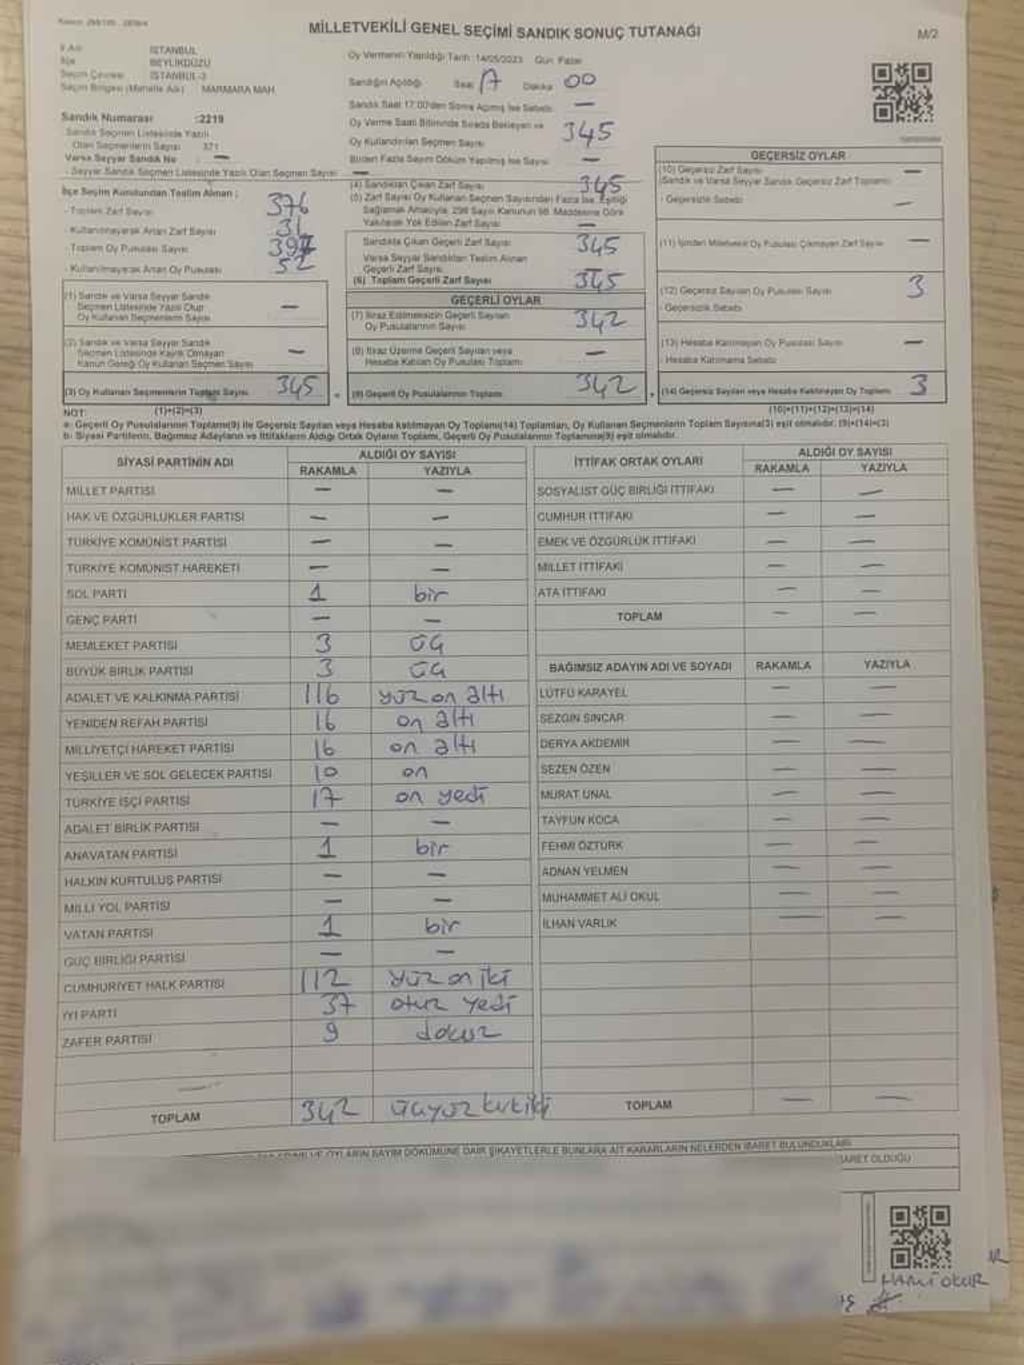 MİLLETVEKİLİ GENEL SEÇİMİ SANDIK SONUÇ TUTANAĞI
M/2
İl Adı İSTANBUL
İlçe BEYLİKDÜZÜ
Seçim Çevresi İSTANBUL-3
Seçim Bölgesi (Mahalle Adı) MARMARA MAH.
Sandık Numarası :2219
Sandık Seçmen Listesinde Yazılı
Olan Seçmenlerin Sayısı 371
Varsa Seyyar Sandık No : —
- Seyyar Sandık Seçmen Listesinde Yazılı Olan Seçmen Sayısı —
İlçe Seçim Kurulundan Teslim Alınan :
- Toplam Zarf Sayısı 376
- Kullanılmayarak Artan Zarf Sayısı 31
- Toplam Oy Pusulası Sayısı 397
- Kullanılmayarak Artan Oy Pusulası 52
(1) Sandık ve Varsa Seyyar Sandık
Seçmen Listesinde Yazılı Olup
Oy Kullanan Seçmenlerin Sayısı —
(2) Sandık ve Varsa Seyyar Sandık
Seçmen Listesinde Kaydı Olmayan
Kanun Gereği Oy Kullanan Seçmen Sayısı —
(3) Oy Kullanan Seçmenlerin Toplam Sayısı 345
Oy Vermenin Yapıldığı Tarih : 14/05/2023 Gün : Pazar
Sandığın Açıldığı Saat 17 Dakika 00
Sandık Saat 17:00'den Sonra Açılmış İse Sebebi —
Oy Verme Saati Bitiminde Sırada Bekleyen ve
Oy Kullandırılan Seçmen Sayısı 345
Birden Fazla Sayım Döküm Yapılmış İse Sayısı —
(4) Sandıktan Çıkan Zarf Sayısı 345
(5) Zarf Sayısı Oy Kullanan Seçmen Sayısından Fazla İse, Eşitliği
Sağlamak Amacıyla, 298 Sayılı Kanunun 98. Maddesine Göre
Yakılarak Yok Edilen Zarf Sayısı —
Sandıkta Çıkan Geçerli Zarf Sayısı 345
Varsa Seyyar Sandıktan Teslim Alınan
Geçerli Zarf Sayısı
(6) Toplam Geçerli Zarf Sayısı 345
GEÇERLİ OYLAR
(7) İtiraz Edilmeksizin Geçerli Sayılan
Oy Pusulalarının Sayısı 342
(8) İtiraz Üzerine Geçerli Sayılan veya
Hesaba Katılan Oy Pusulası Toplamı —
(9) Geçerli Oy Pusulalarının Toplamı 342
GEÇERSİZ OYLAR
(10) Geçersiz Zarf Sayısı —
(Sandık ve Varsa Seyyar Sandık Geçersiz Zarf Toplamı)
- Geçersizlik Sebebi —
(11) İçinden Milletvekili Oy Pusulası Çıkmayan Zarf Sayısı —
(12) Geçersiz Sayılan Oy Pusulası Sayısı 3
- Geçersizlik Sebebi
(13) Hesaba Katılmayan Oy Pusulası Sayısı —
- Hesaba Katılmama Sebebi
(14) Geçersiz Sayılan veya Hesaba Katılmayan Oy Toplamı 3
NOT: (1)+(2)=(3) (10)+(11)+(12)+(13)=(14)
a- Geçerli Oy Pusulalarının Toplamı(9) ile Geçersiz Sayılan veya Hesaba katılmayan Oy Toplamı(14) Toplamları, Oy Kullanan Seçmenlerin Toplam Sayısına(3) eşit olmalıdır. (9)+(14)=(3)
b- Siyasi Partilerin, Bağımsız Adayların ve İttifakların Aldığı Ortak Oyların Toplamı, Geçerli Oy Pusulalarının Toplamına(9) eşit olmalıdır.
SİYASİ PARTİNİN ADI ALDIĞI OY SAYISI
RAKAMLA YAZIYLA
MİLLET PARTİSİ — —
HAK VE ÖZGÜRLÜKLER PARTİSİ — —
TÜRKİYE KOMÜNİST PARTİSİ — —
TÜRKİYE KOMÜNİST HAREKETİ — —
SOL PARTİ 1 bir
GENÇ PARTİ — —
MEMLEKET PARTİSİ 3 üç
BÜYÜK BİRLİK PARTİSİ 3 üç
ADALET VE KALKINMA PARTİSİ 116 yüz on altı
YENİDEN REFAH PARTİSİ 16 on altı
MİLLİYETÇİ HAREKET PARTİSİ 16 on altı
YEŞİLLER VE SOL GELECEK PARTİSİ 10 on
TÜRKİYE İŞÇİ PARTİSİ 17 on yedi
ADALET BİRLİK PARTİSİ — —
ANAVATAN PARTİSİ 1 bir
HALKIN KURTULUŞ PARTİSİ — —
MİLLİ YOL PARTİSİ — —
VATAN PARTİSİ 1 bir
GÜÇ BİRLİĞİ PARTİSİ — —
CUMHURİYET HALK PARTİSİ 112 yüz on iki
İYİ PARTİ 37 otuz yedi
ZAFER PARTİSİ 9 dokuz
TOPLAM 342 üçyüz kırkiki
İTTİFAK ORTAK OYLARI ALDIĞI OY SAYISI
RAKAMLA YAZIYLA
SOSYALİST GÜÇ BİRLİĞİ İTTİFAKI — —
CUMHUR İTTİFAKI — —
EMEK VE ÖZGÜRLÜK İTTİFAKI — —
MİLLET İTTİFAKI — —
ATA İTTİFAKI — —
TOPLAM — —
BAĞIMSIZ ADAYIN ADI VE SOYADI RAKAMLA YAZIYLA
LÜTFÜ KARAYEL — —
SEZGİN SİNCAR — —
DERYA AKDEMİR — —
SEZEN ÖZEN — —
MURAT ÜNAL — —
TAYFUN KOCA — —
FEHMİ ÖZTÜRK — —
ADNAN YELMEN — —
MUHAMMET ALİ OKUL — —
İLHAN VARLIK — —
TOPLAM — —
VE OYLARIN SAYIM DÖKÜMÜNE DAİR ŞİKAYETLERLE BUNLARA AİT KARARLARIN NELERDEN İBARET BULUNDUKLARI
İBARET OLDUĞU
HAMİ OKUR